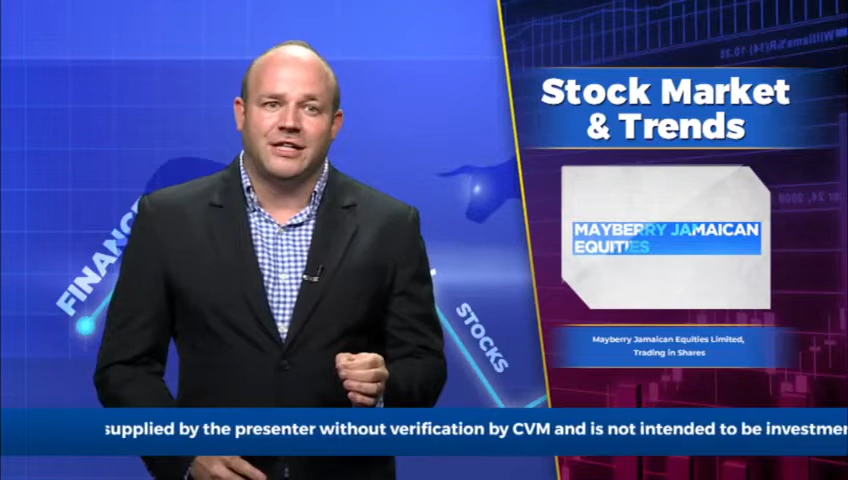 FINANCE
STOCKS
Stock Market
& Trends
MAYBERRY JAMAICAN
EQUITIES
Mayberry Jamaican Equities Limited,
Trading in Shares
supplied by the presenter without verification by CVM and is not intended to be